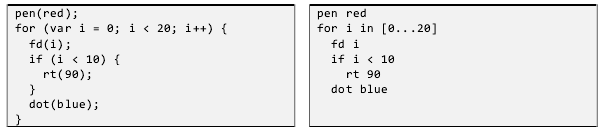 pen(red);
for (var i = 0; i < 20; i++) {
  fd(i);
  if (i < 10) {
    rt(90);
  }
  dot(blue);
}
pen red
for i in [0...20]
  fd i
  if i < 10
    rt 90
  dot blue